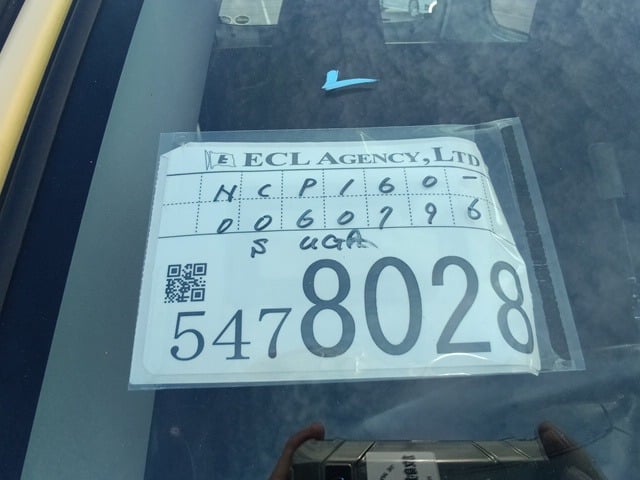 E ECL AGENCY, LTD
NCP160-
0060796
S UGA
5478028